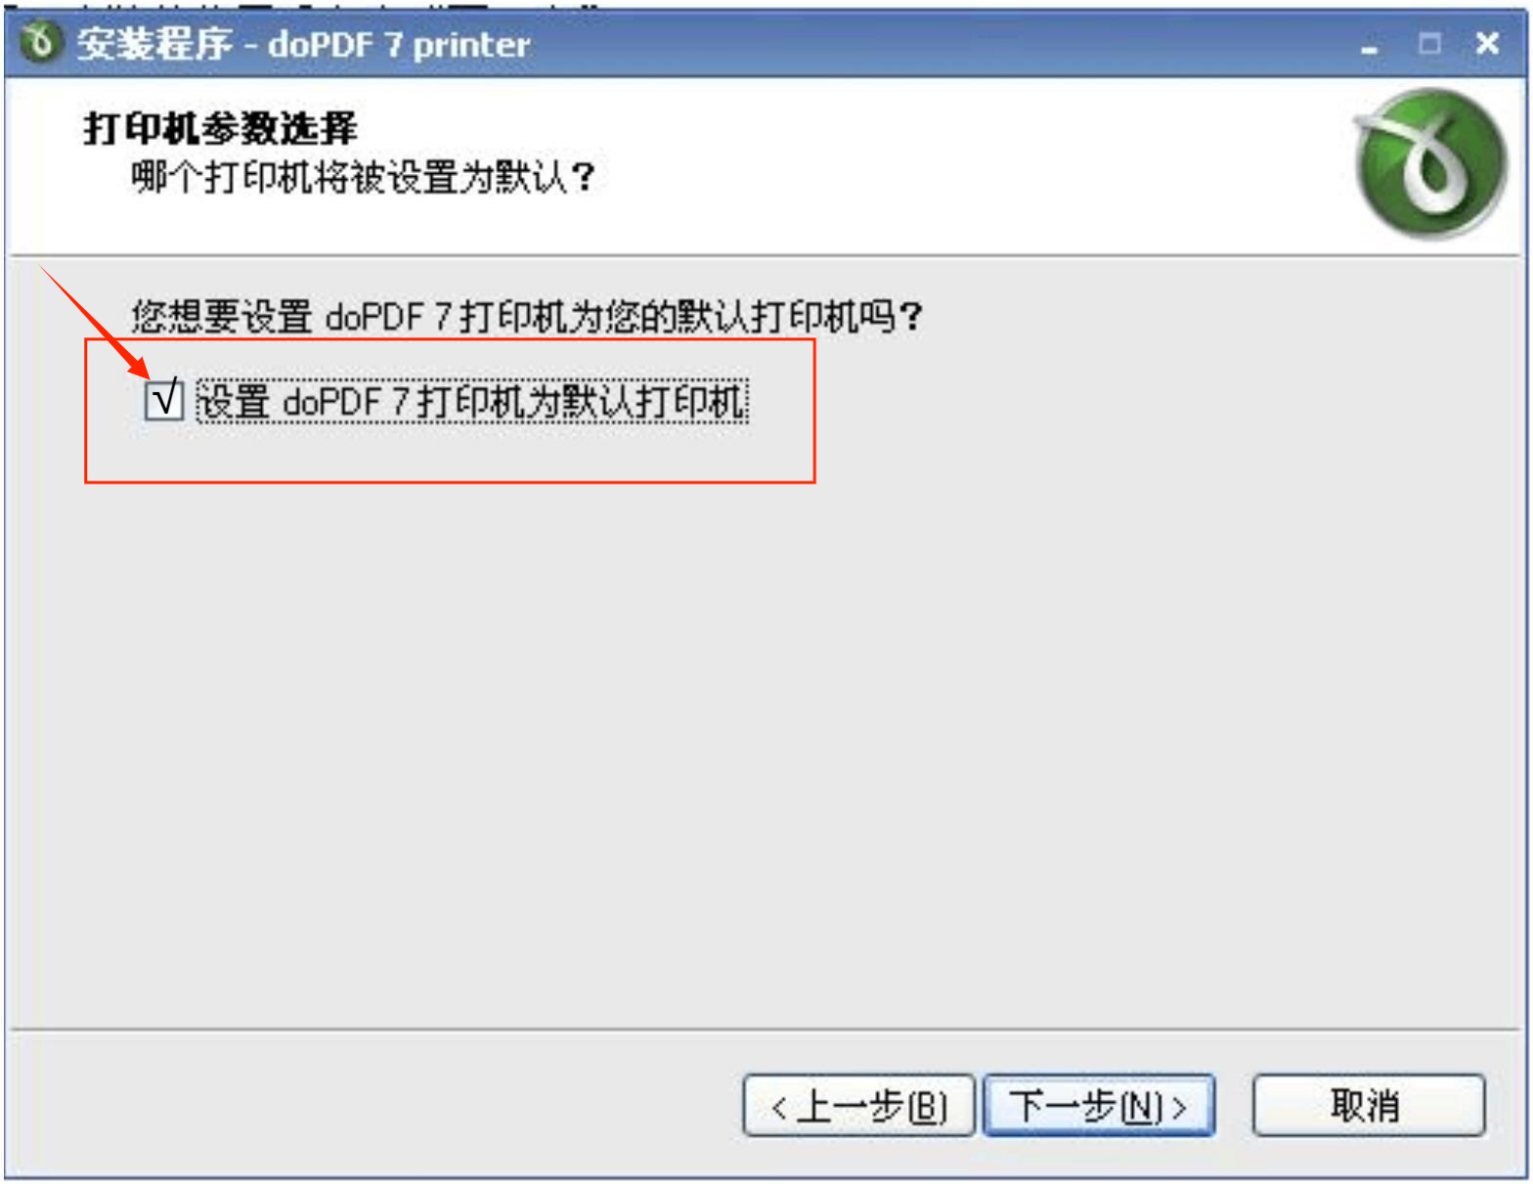 安装程序 - doPDF 7 printer
打印机参数选择
哪个打印机将被设置为默认?
您想要设置 doPDF 7 打印机为您的默认打印机吗?
√ 设置 doPDF 7 打印机为默认打印机
< 上一步(B) 下一步(N) > 取消